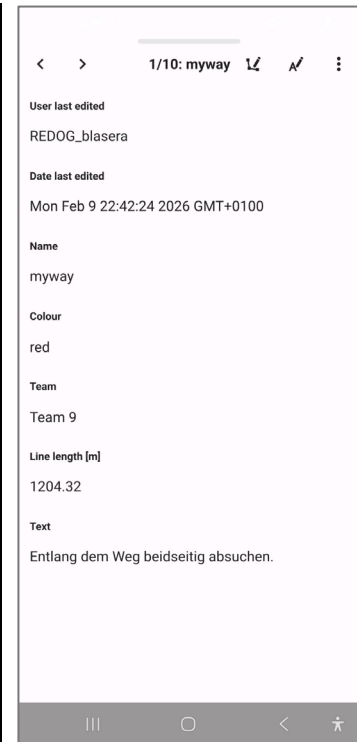 1/10: myway
User last edited
REDOG_blasera
Date last edited
Mon Feb 9 22:42:24 2026 GMT+0100
Name
myway
Colour
red
Team
Team 9
Line length [m]
1204.32
Text
Entlang dem Weg beidseitig absuchen.